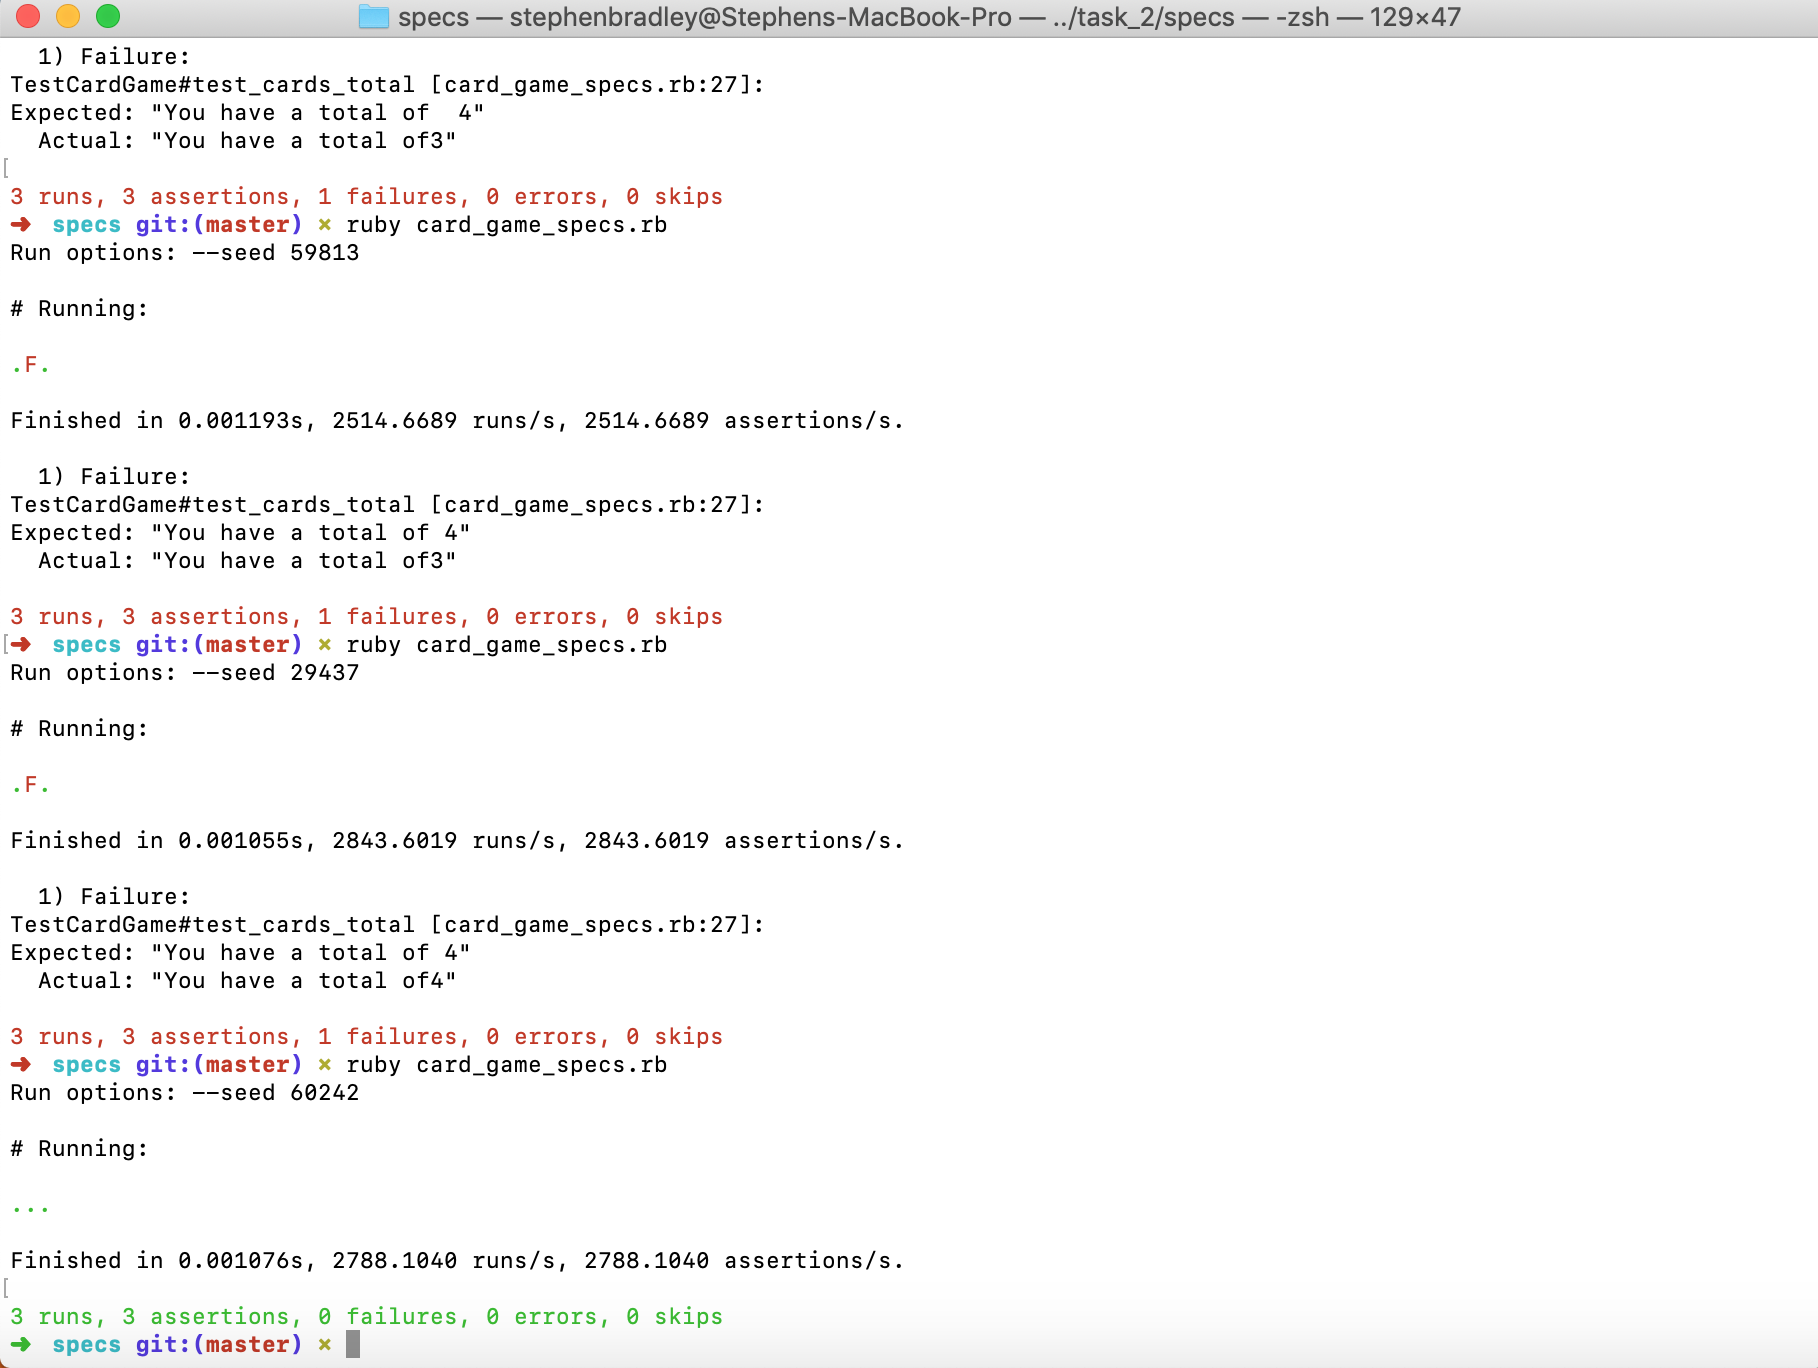 specs — stephenbradley@Stephens-MacBook-Pro — ../task_2/specs — -zsh — 129×47
  1) Failure:
TestCardGame#test_cards_total [card_game_specs.rb:27]:
Expected: "You have a total of  4"
  Actual: "You have a total of3"
[
3 runs, 3 assertions, 1 failures, 0 errors, 0 skips
➜  specs git:(master) ✗ ruby card_game_specs.rb
Run options: --seed 59813

# Running:

.F.

Finished in 0.001193s, 2514.6689 runs/s, 2514.6689 assertions/s.

  1) Failure:
TestCardGame#test_cards_total [card_game_specs.rb:27]:
Expected: "You have a total of 4"
  Actual: "You have a total of3"

3 runs, 3 assertions, 1 failures, 0 errors, 0 skips
[➜  specs git:(master) ✗ ruby card_game_specs.rb
Run options: --seed 29437

# Running:

.F.

Finished in 0.001055s, 2843.6019 runs/s, 2843.6019 assertions/s.

  1) Failure:
TestCardGame#test_cards_total [card_game_specs.rb:27]:
Expected: "You have a total of 4"
  Actual: "You have a total of4"

3 runs, 3 assertions, 1 failures, 0 errors, 0 skips
➜  specs git:(master) ✗ ruby card_game_specs.rb
Run options: --seed 60242

# Running:

...

Finished in 0.001076s, 2788.1040 runs/s, 2788.1040 assertions/s.
[
3 runs, 3 assertions, 0 failures, 0 errors, 0 skips
➜  specs git:(master) ✗